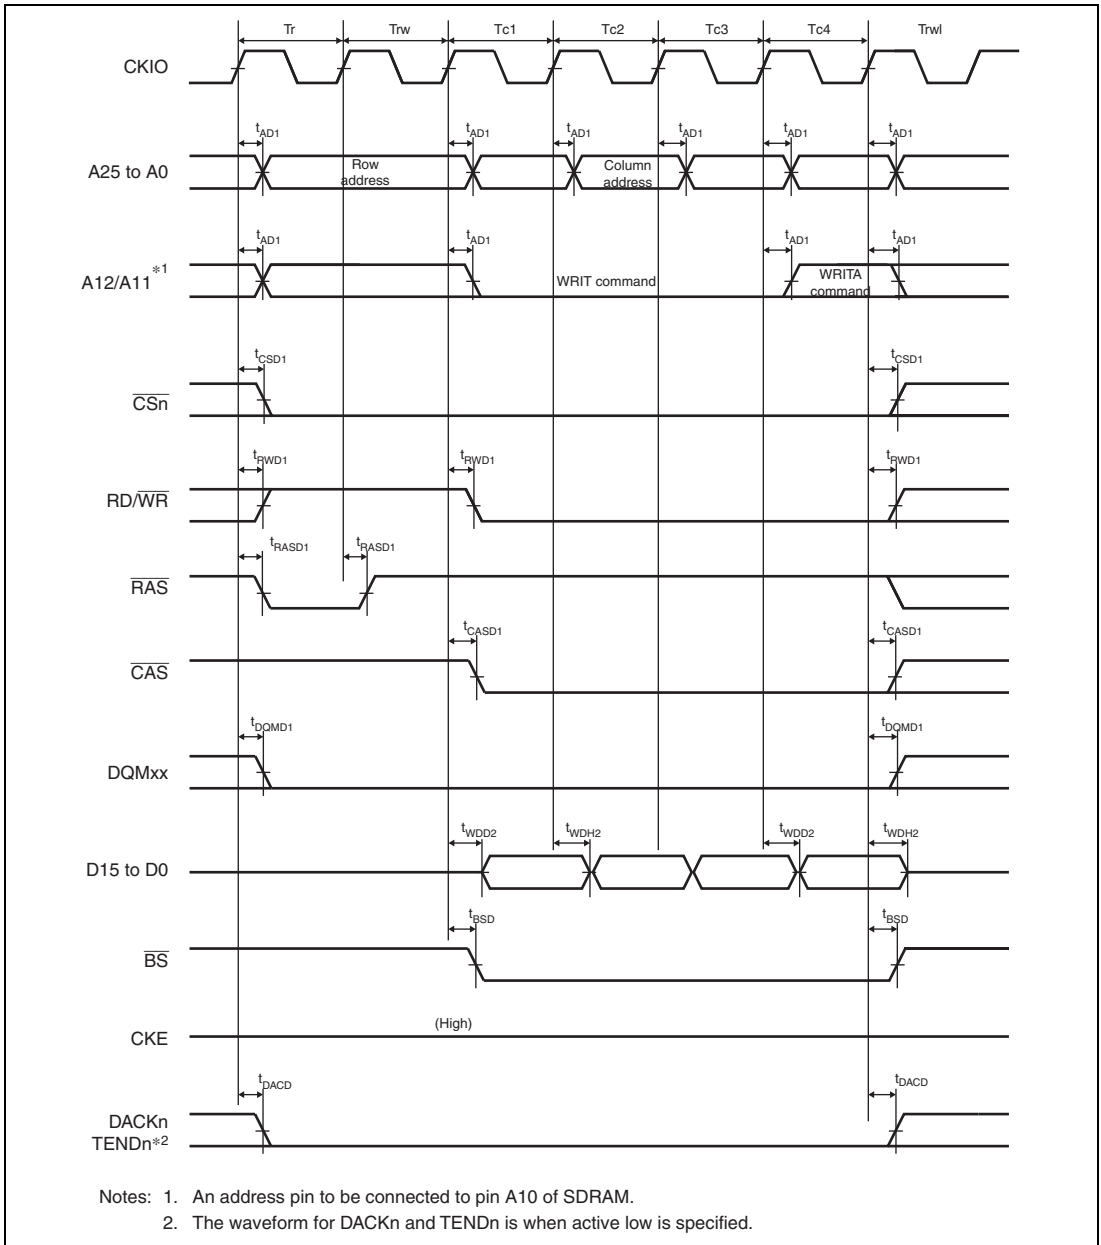 Tr Trw Tc1 Tc2 Tc3 Tc4 Trwl
CKIO
tAD1 tAD1 tAD1 tAD1 tAD1 tAD1
A25 to A0
Row
address
Column
address
tAD1 tAD1 tAD1 tAD1
A12/A11*1
WRIT command
WRITA
command
tCSD1 tCSD1
CSn
tRWD1 tRWD1 tRWD1
RD/WR
tRASD1 tRASD1
RAS
tCASD1 tCASD1
CAS
tDQMD1 tDQMD1
DQMxx
tWDD2 tWDH2 tWDD2 tWDH2
D15 to D0
tBSD tBSD
BS
(High)
CKE
tDACD tDACD
DACKn
TENDn*2
Notes: 1. An address pin to be connected to pin A10 of SDRAM.
2. The waveform for DACKn and TENDn is when active low is specified.